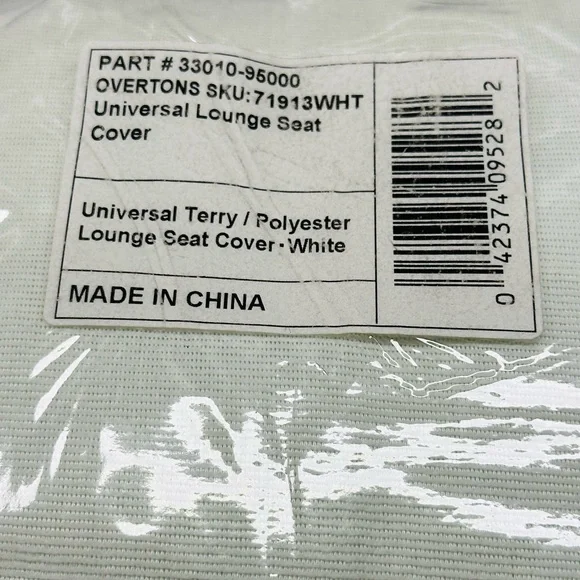 PART # 33010-95000
OVERTONS SKU:71913WHT
Universal Lounge Seat
Cover
Universal Terry / Polyester
Lounge Seat Cover-White
MADE IN CHINA
0 42374 09528 2